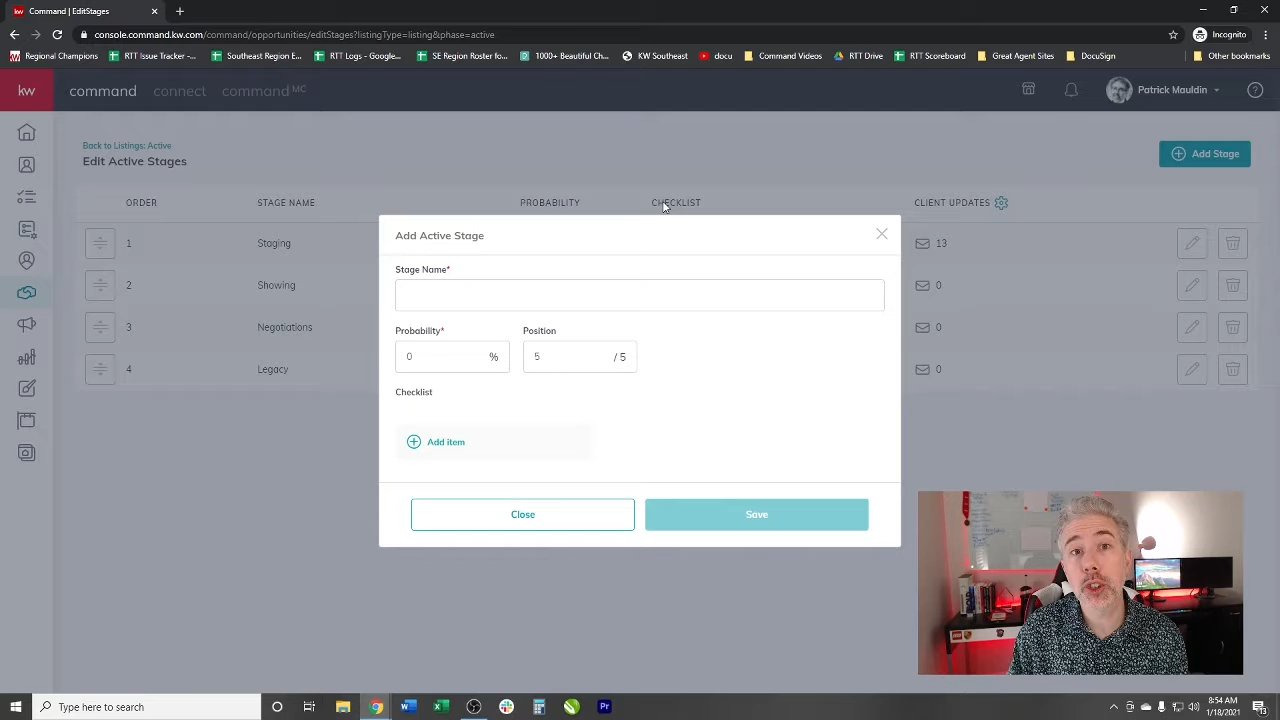 Command | EditStages
Incognito
console.command.kw.com/command/opportunities/editStages?listingType=listing&phase=active
Regional Champions
RTT Issue Tracker -...
Southeast Region E...
RTT Logs - Google...
SE Region Roster fo...
1000+ Beautiful Ch...
KW Southeast
docu
Command Videos
RTT Drive
RTT Scoreboard
Great Agent Sites
DocuSign
Other bookmarks
kw
command
connect
command MC
Patrick Mauldin
Back to Listings: Active
Edit Active Stages
Add Stage
ORDER
STAGE NAME
PROBABILITY
CHECKLIST
CLIENT UPDATES
1
Staging
13
2
Showing
0
3
Negotiations
0
4
Legacy
0
Add Active Stage
Stage Name*
Probability*
Position
0
%
5
/ 5
Checklist
Add item
Close
Save
Type here to search
8:54 AM
1/18/2021